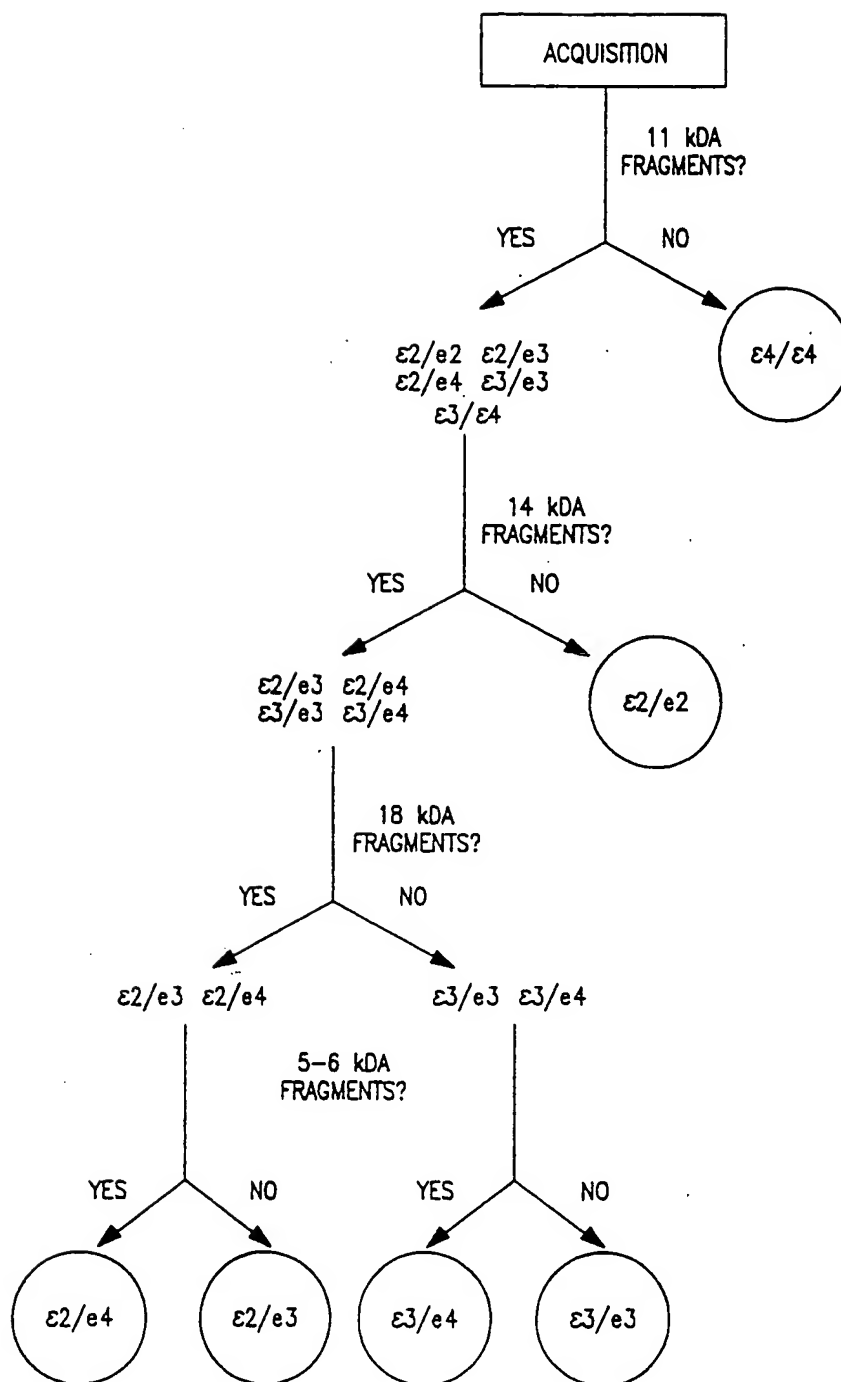 ACQUISITION
11 kDA
FRAGMENTS?
YES NO
ε2/e2 ε2/e3
ε2/e4 ε3/e3
ε3/ε4
ε4/ε4
14 kDA
FRAGMENTS?
YES NO
ε2/e3 ε2/e4
ε3/e3 ε3/e4
ε2/e2
18 kDA
FRAGMENTS?
YES NO
ε2/e3 ε2/e4
ε3/e3 ε3/e4
5-6 kDA
FRAGMENTS?
YES NO YES NO
ε2/e4 ε2/e3 ε3/e4 ε3/e3